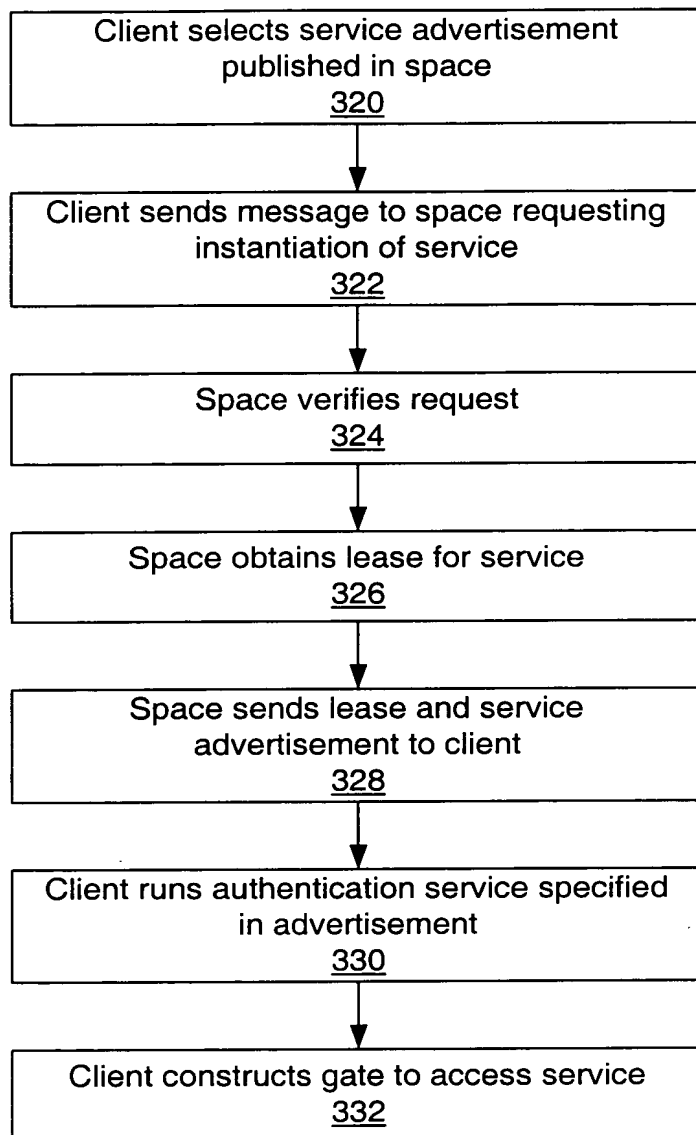 Client selects service advertisement
published in space
320
Client sends message to space requesting
instantiation of service
322
Space verifies request
324
Space obtains lease for service
326
Space sends lease and service
advertisement to client
328
Client runs authentication service specified
in advertisement
330
Client constructs gate to access service
332